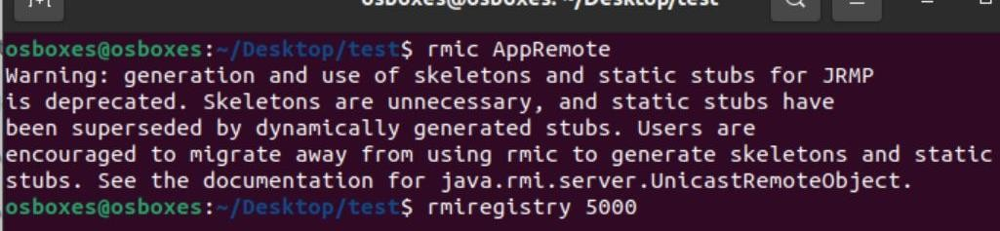 osboxes@osboxes: ~/Desktop/test
osboxes@osboxes:~/Desktop/test$ rmic AppRemote
Warning: generation and use of skeletons and static stubs for JRMP
is deprecated. Skeletons are unnecessary, and static stubs have
been superseded by dynamically generated stubs. Users are
encouraged to migrate away from using rmic to generate skeletons and static
stubs. See the documentation for java.rmi.server.UnicastRemoteObject.
osboxes@osboxes:~/Desktop/test$ rmiregistry 5000